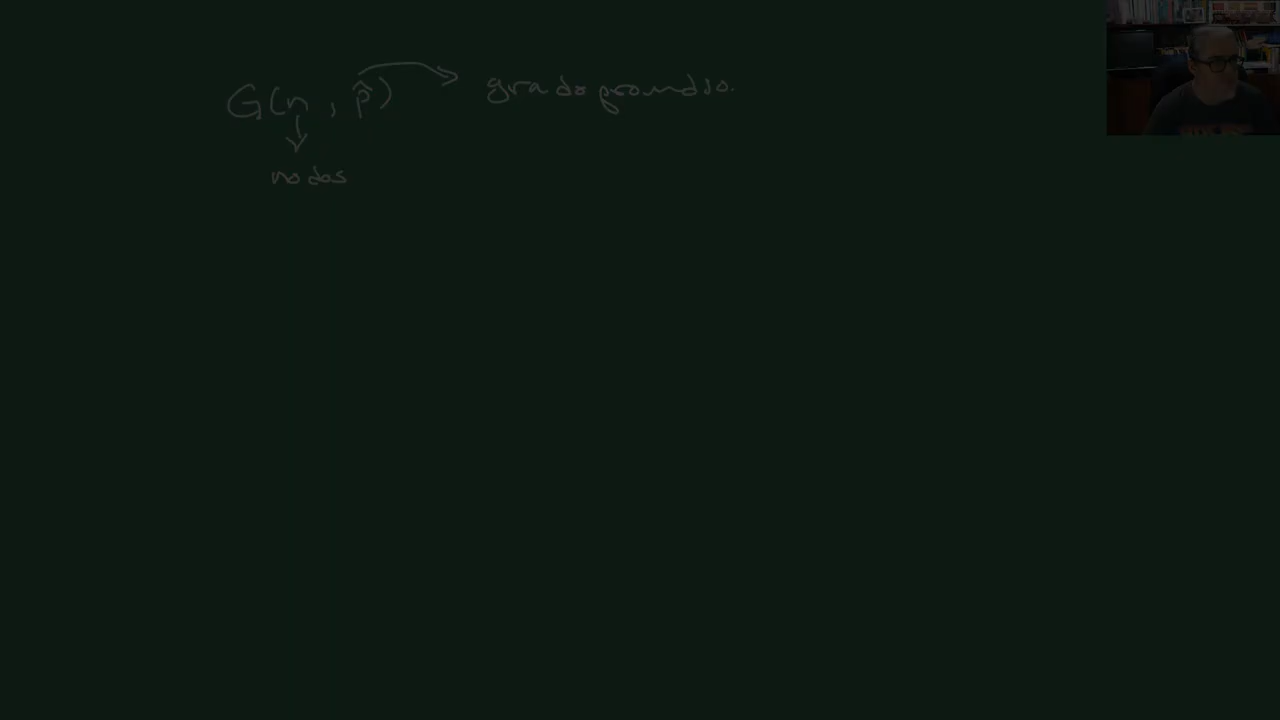 G(n, p̂) → grado promedio.
↓
nodos